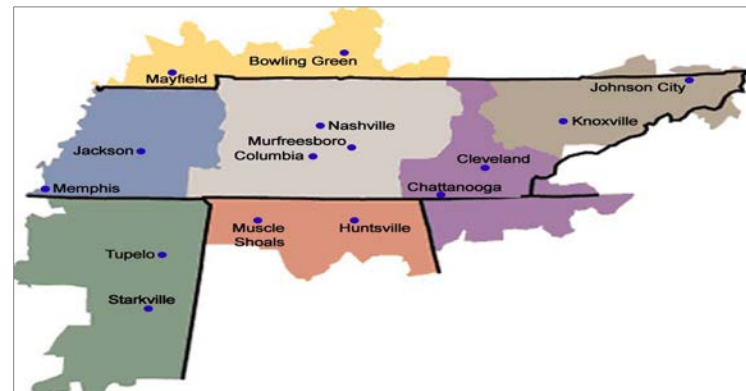 Bowling Green
Mayfield
Johnson City
Nashville
Knoxville
Murfreesboro
Jackson
Columbia
Cleveland
Memphis
Chattanooga
Muscle
Shoals
Huntsville
Tupelo
Starkville